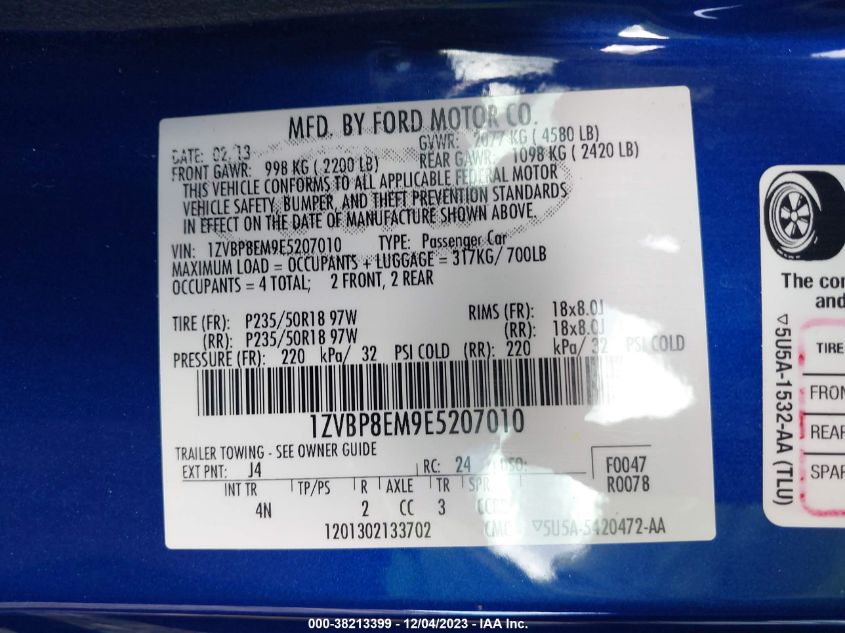 MFD. BY FORD MOTOR CO.
DATE: 02/13
GVWR: 2077 KG ( 4580 LB)
FRONT GAWR: 998 KG ( 2200 LB)
REAR GAWR: 1098 KG ( 2420 LB)
THIS VEHICLE CONFORMS TO ALL APPLICABLE FEDERAL MOTOR
VEHICLE SAFETY, BUMPER, AND THEFT PREVENTION STANDARDS
IN EFFECT ON THE DATE OF MANUFACTURE SHOWN ABOVE.
VIN: 1ZVBP8EM9E5207010 TYPE: Passenger Car
MAXIMUM LOAD = OCCUPANTS + LUGGAGE = 317KG/ 700LB
OCCUPANTS = 4 TOTAL; 2 FRONT, 2 REAR
TIRE (FR): P235/50R18 97W RIMS (FR): 18x8.0J
(RR): P235/50R18 97W (RR): 18x8.0J
PRESSURE (FR): 220 kPa/ 32 PSI COLD (RR): 220 kPa/ 32 PSI COLD
1ZVBP8EM9E5207010
TRAILER TOWING - SEE OWNER GUIDE
EXT PNT: J4 RC: 24 DSO: F0047
R0078
INT TR TP/PS R AXLE TR SPR
4N 2 CC 3
1201302133702 CMC ▽5U5A-5420472-AA
The con
and
TIRE
FRON
REAR
SPAR
▽5U5A-1532-AA (TLU)
000-38213399 - 12/04/2023 - IAA Inc.